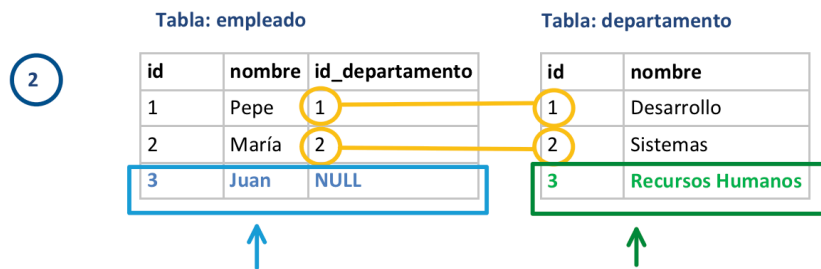 Tabla: empleado
Tabla: departamento
2
id nombre id_departamento
1 Pepe 1
2 María 2
3 Juan NULL
id nombre
1 Desarrollo
2 Sistemas
3 Recursos Humanos